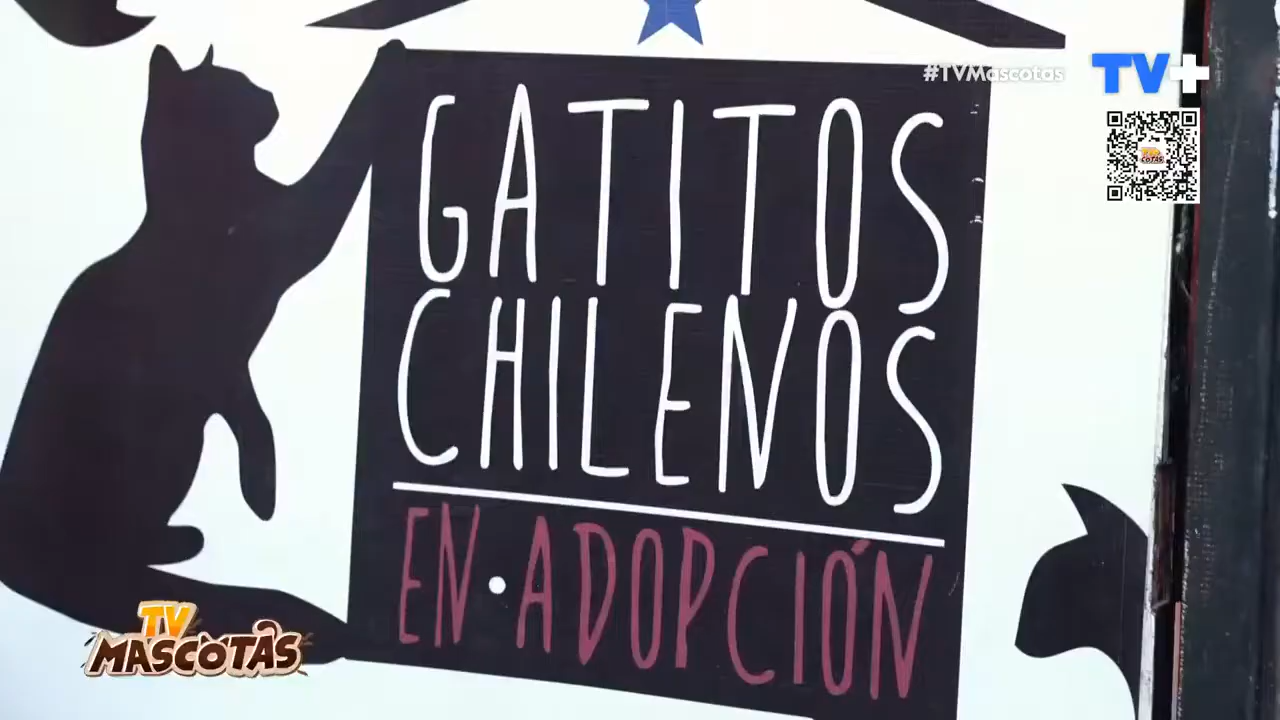 #TVMascotas
TV+
GATITOS
CHILENOS
EN·ADOPCIÓN
TV
MASCOTAS